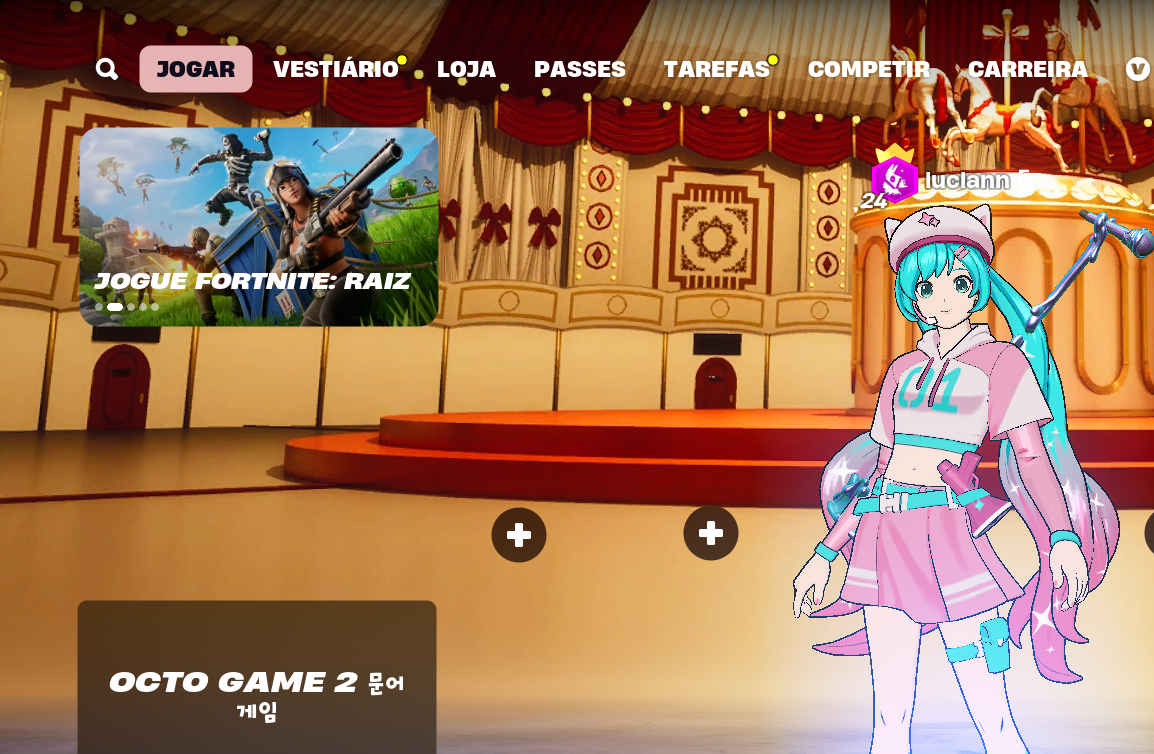 JOGAR VESTIÁRIO LOJA PASSES TAREFAS COMPETIR CARREIRA V
luciann
24
JOGUE FORTNITE: RAIZ
01
OCTO GAME 2 문어
게임